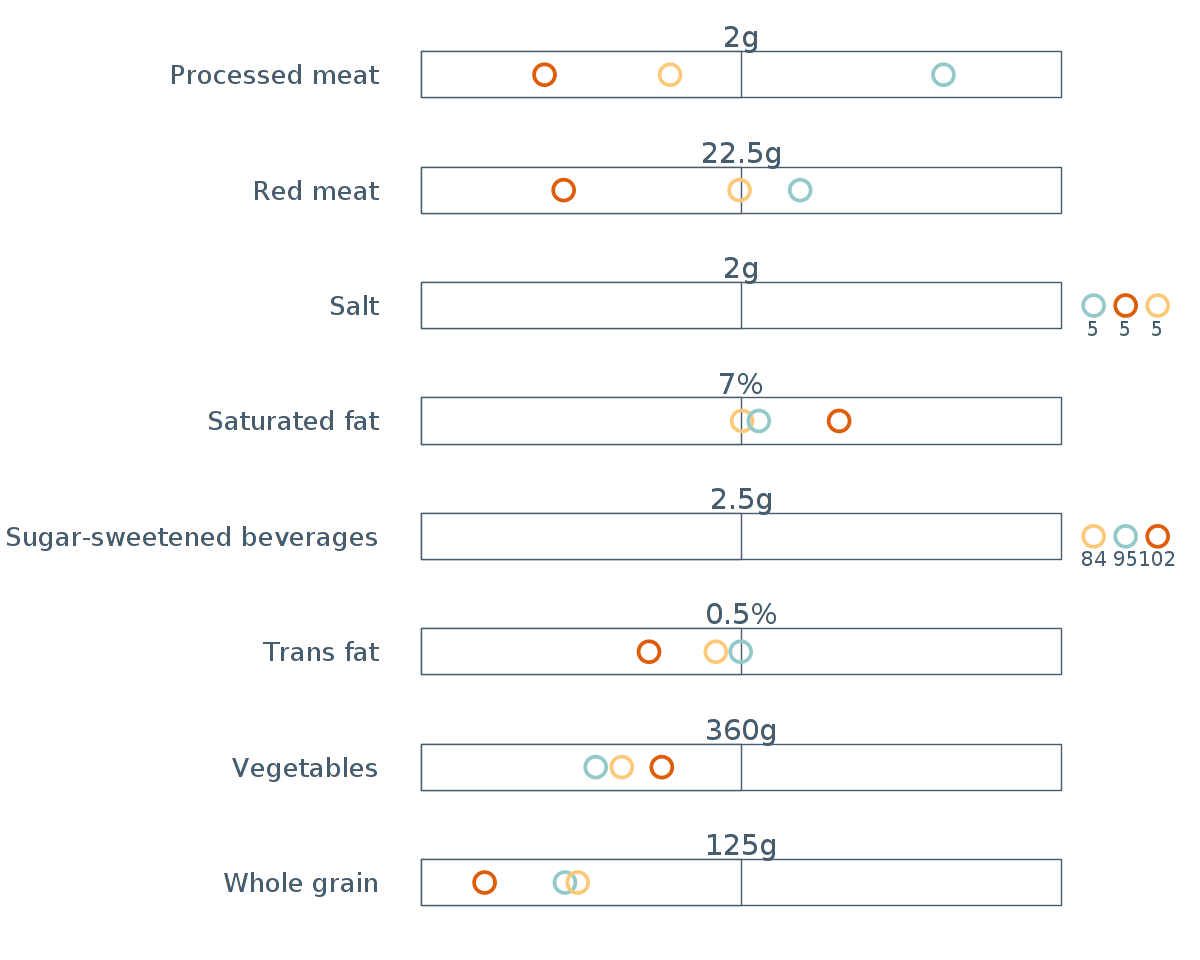 2g
Processed meat
22.5g
Red meat
2g
Salt
5 5 5
7%
Saturated fat
2.5g
Sugar-sweetened beverages
84 95 102
0.5%
Trans fat
360g
Vegetables
125g
Whole grain